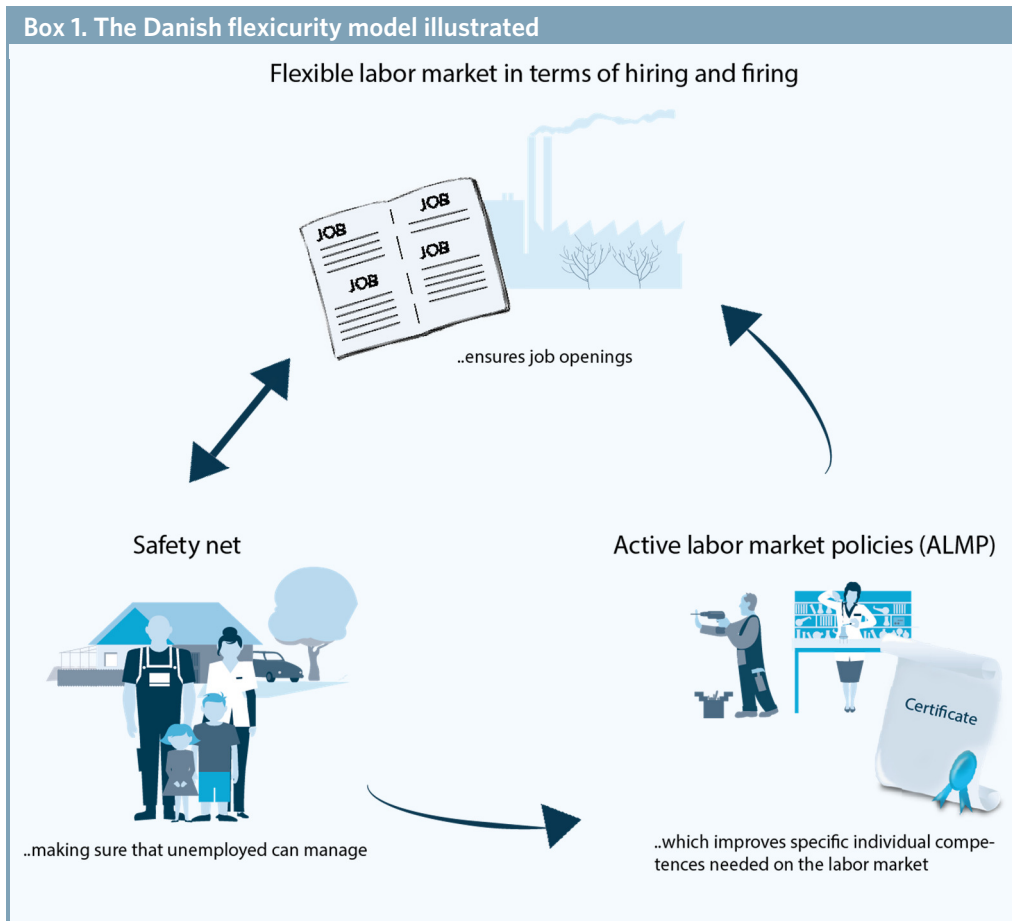 Box 1. The Danish flexicurity model illustrated
Flexible labor market in terms of hiring and firing
JOB
JOB
JOB
JOB
..ensures job openings
Safety net
..making sure that unemployed can manage
Active labor market policies (ALMP)
Certificate
..which improves specific individual compe-
tences needed on the labor market